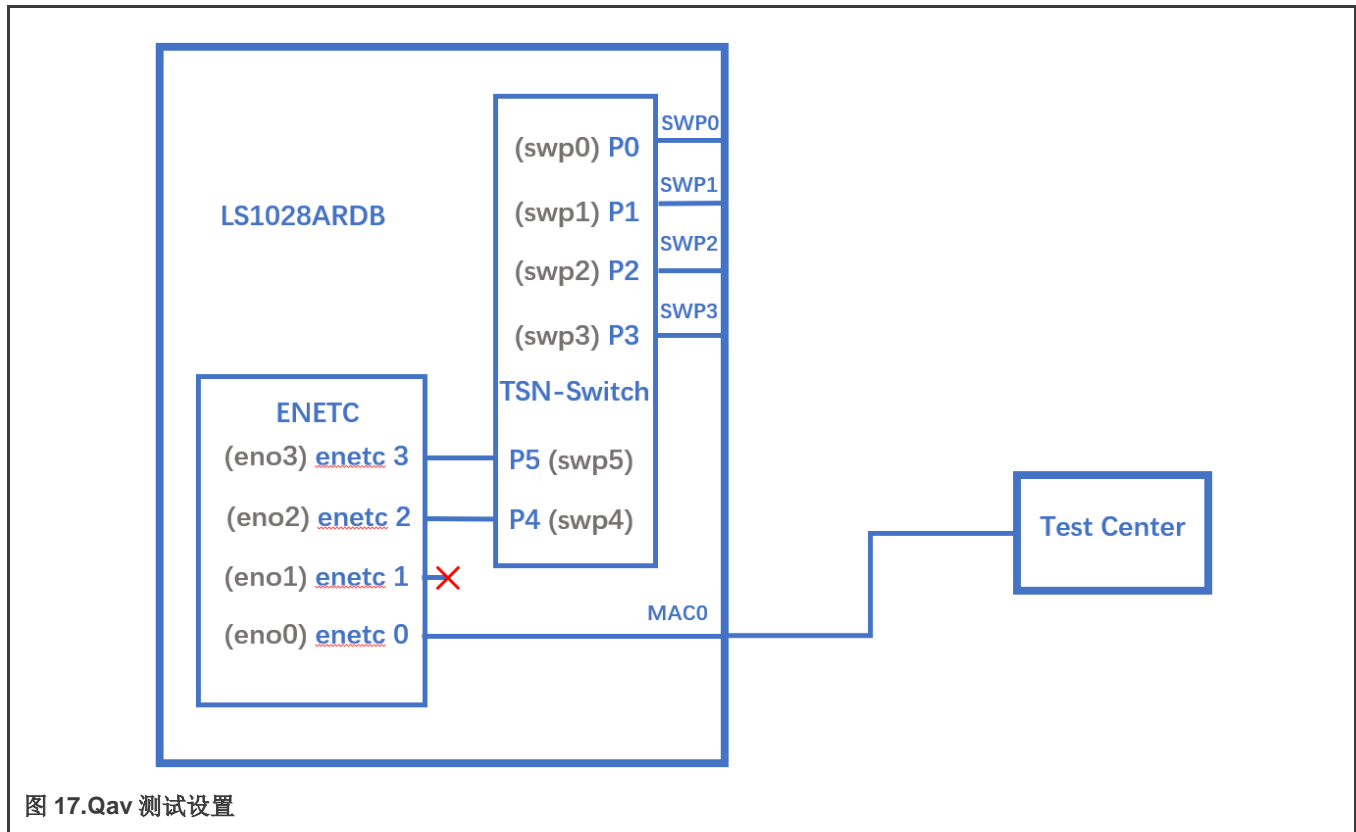 (swp0) P0
SWP0
(swp1) P1
SWP1
(swp2) P2
SWP2
(swp3) P3
SWP3
LS1028ARDB
TSN-Switch
P5 (swp5)
P4 (swp4)
ENETC
(eno3) enetc 3
(eno2) enetc 2
(eno1) enetc 1
(eno0) enetc 0
MAC0
Test Center
图 17.Qav 测试设置